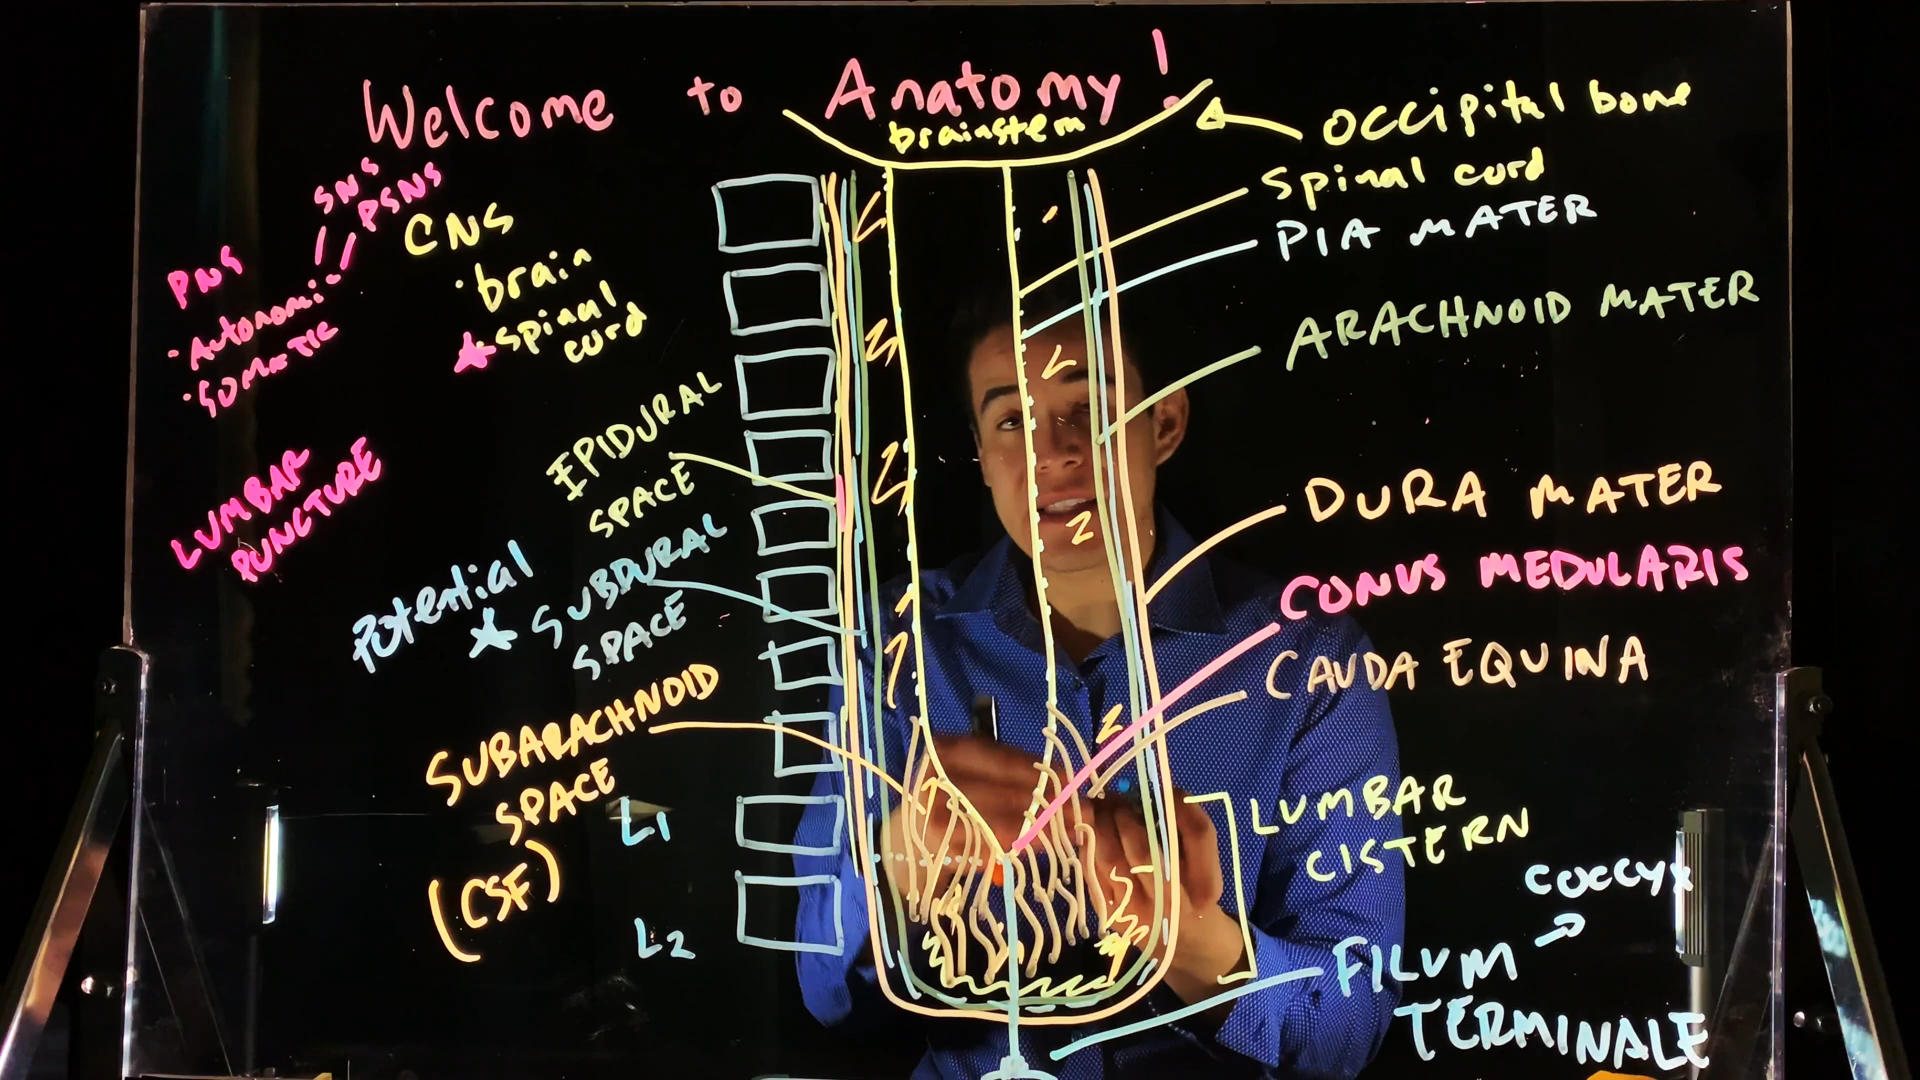 Welcome to Anatomy!
brainstem
occipital bone
spinal cord
PIA MATER
ARACHNOID MATER
DURA MATER
CONUS MEDULARIS
CAUDA EQUINA
LUMBAR
CISTERN
COCCYX
FILUM
TERMINALE
SNS
PSNS
PNS
· Autonomic
· Somatic
CNS
· brain
spinal
cord
LUMBAR
PUNCTURE
EPIDURAL
SPACE
Potential
SUBDURAL
SPACE
SUBARACHNOID
SPACE
(CSF)
L1
L2